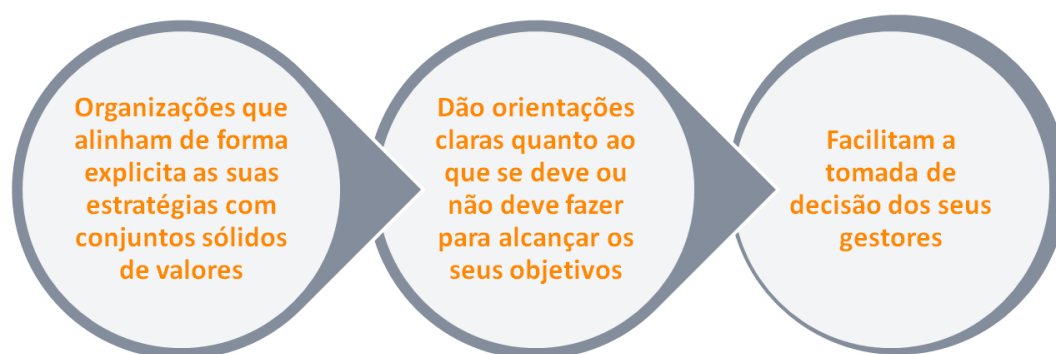 Organizações que
alinham de forma
explicita as suas
estratégias com
conjuntos sólidos
de valores
Dão orientações
claras quanto ao
que se deve ou
não deve fazer
para alcançar os
seus objetivos
Facilitam a
tomada de
decisão dos seus
gestores